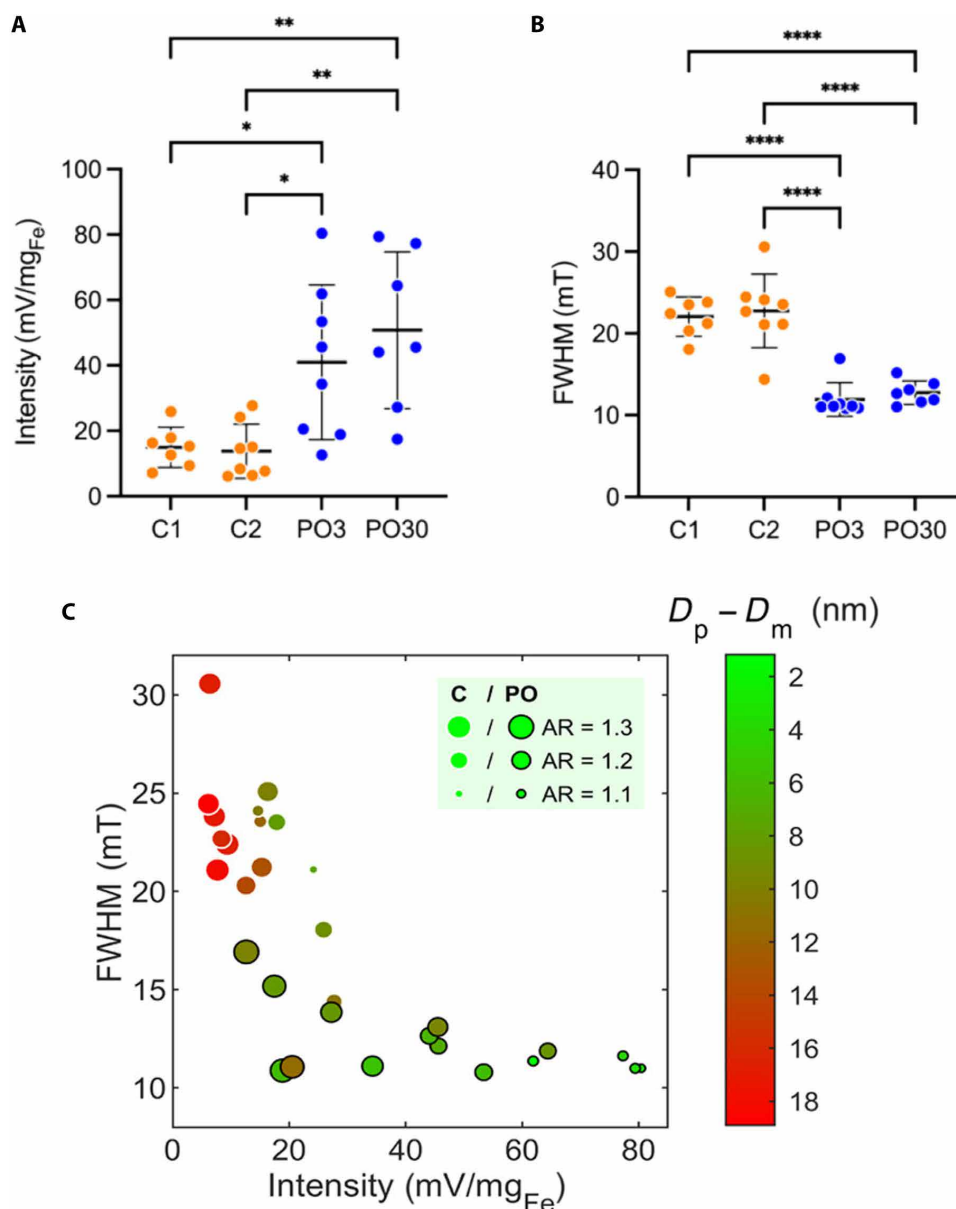 A
**
**
*
*
Intensity (mV/mgFe)
100
80
60
40
20
0
C1 C2 PO3 PO30
B
****
****
****
****
FWHM (mT)
40
30
20
10
0
C1 C2 PO3 PO30
C
Dp – Dm (nm)
C / PO
/ AR = 1.3
/ AR = 1.2
/ AR = 1.1
FWHM (mT)
30
25
20
15
10
0 20 40 60 80
Intensity (mV/mgFe)
2
4
6
8
10
12
14
16
18